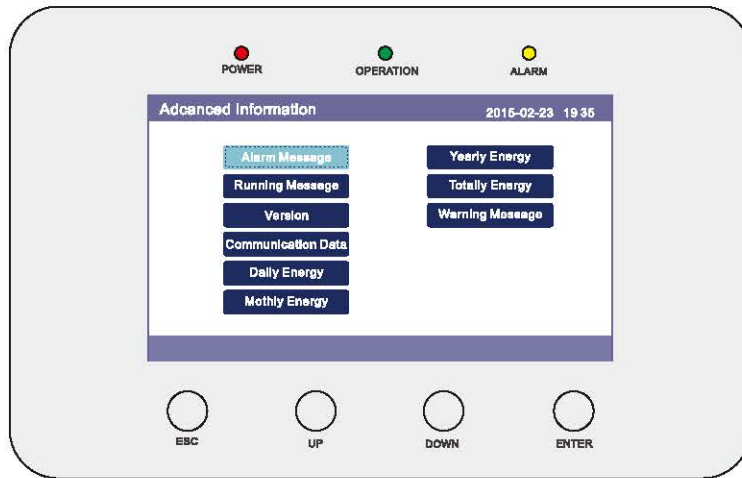 POWER
OPERATION
ALARM
Adcanced Information
2015-02-23 19 35
Alarm Message
Running Message
Version
Communication Data
Daily Energy
Mothly Energy
Yearly Energy
Totally Energy
Warning Message
ESC
UP
DOWN
ENTER